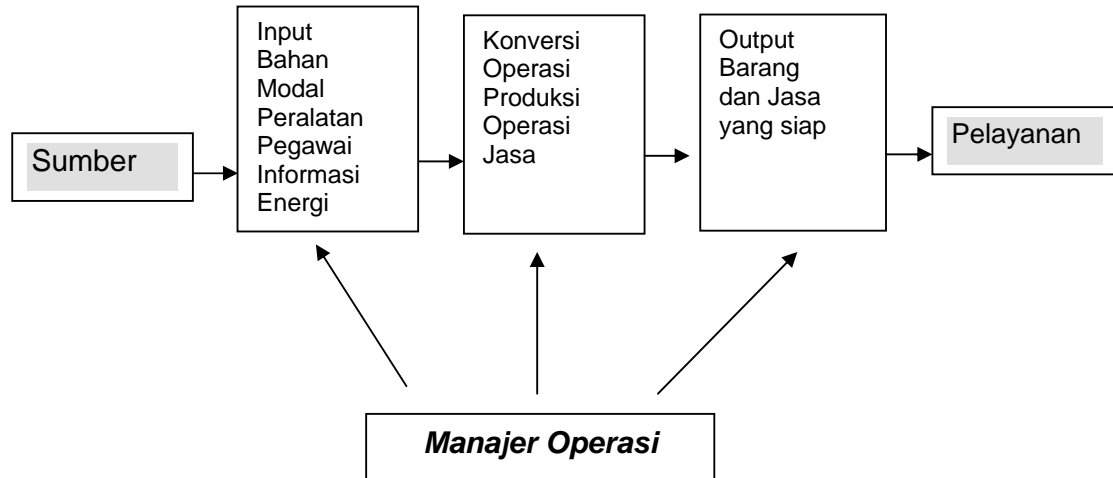 Sumber
Input
Bahan
Modal
Peralatan
Pegawai
Informasi
Energi
Konversi
Operasi
Produksi
Operasi
Jasa
Output
Barang
dan Jasa
yang siap
Pelayanan
Manajer Operasi